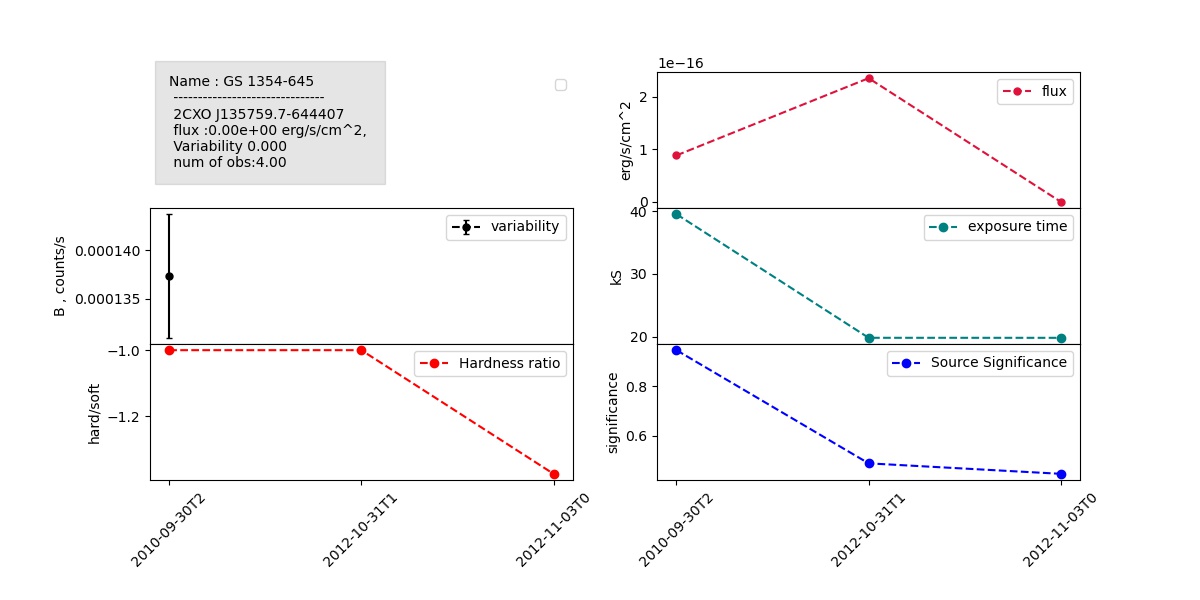 Name : GS 1354-645
-------------------------------
2CXO J135759.7-644407
flux :0.00e+00 erg/s/cm^2,
Variability 0.000
num of obs:4.00
1e−16
flux
2
1
0
erg/s/cm^2
variability
0.000140
0.000135
B , counts/s
exposure time
40
30
20
kS
Hardness ratio
−1.0
−1.2
hard/soft
Source Significance
0.8
0.6
significance
2010-09-30T2
2012-10-31T1
2012-11-03T0
2010-09-30T2
2012-10-31T1
2012-11-03T0